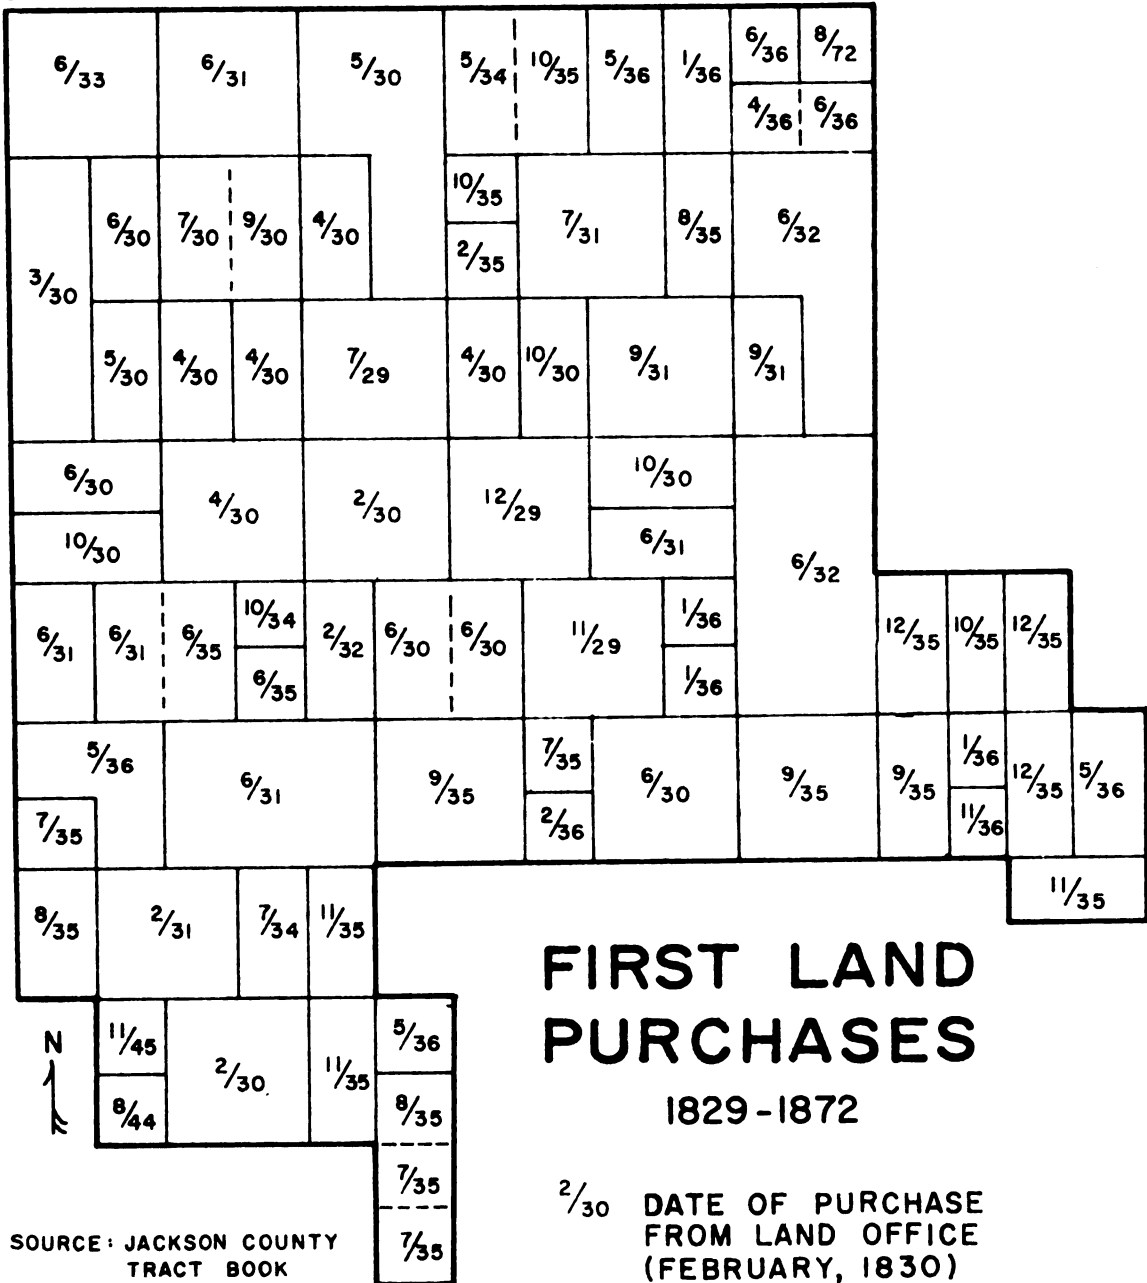 6/33 6/31 5/30 5/34 10/35 5/36 1/36 6/36 8/72
4/36 6/36
3/30 6/30 7/30 9/30 4/30 10/35 7/31 8/35 6/32
2/35
5/30 4/30 4/30 7/29 4/30 10/30 9/31 9/31
6/30 4/30 2/30 12/29 10/30
10/30 6/31
6/32
6/31 6/31 6/35 10/34 2/32 6/30 6/30 11/29 1/36 12/35 10/35 12/35
6/35 1/36
5/36 6/31 9/35 7/35 6/30 9/35 9/35 1/36 12/35 5/36
7/35 2/36 11/36
8/35 2/31 7/34 11/35 11/35
11/45 2/30 11/35 5/36
8/44 8/35
7/35
7/35
N
FIRST LAND
PURCHASES
1829-1872
2/30 DATE OF PURCHASE
FROM LAND OFFICE
(FEBRUARY, 1830)
SOURCE: JACKSON COUNTY
TRACT BOOK